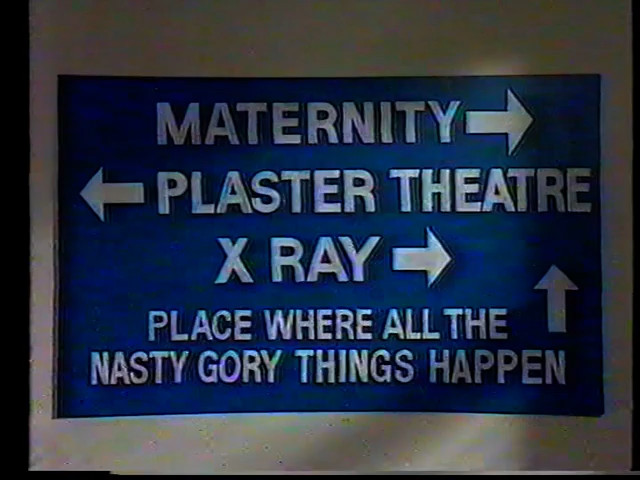 MATERNITY →
← PLASTER THEATRE
X RAY →
PLACE WHERE ALL THE ↑
NASTY GORY THINGS HAPPEN